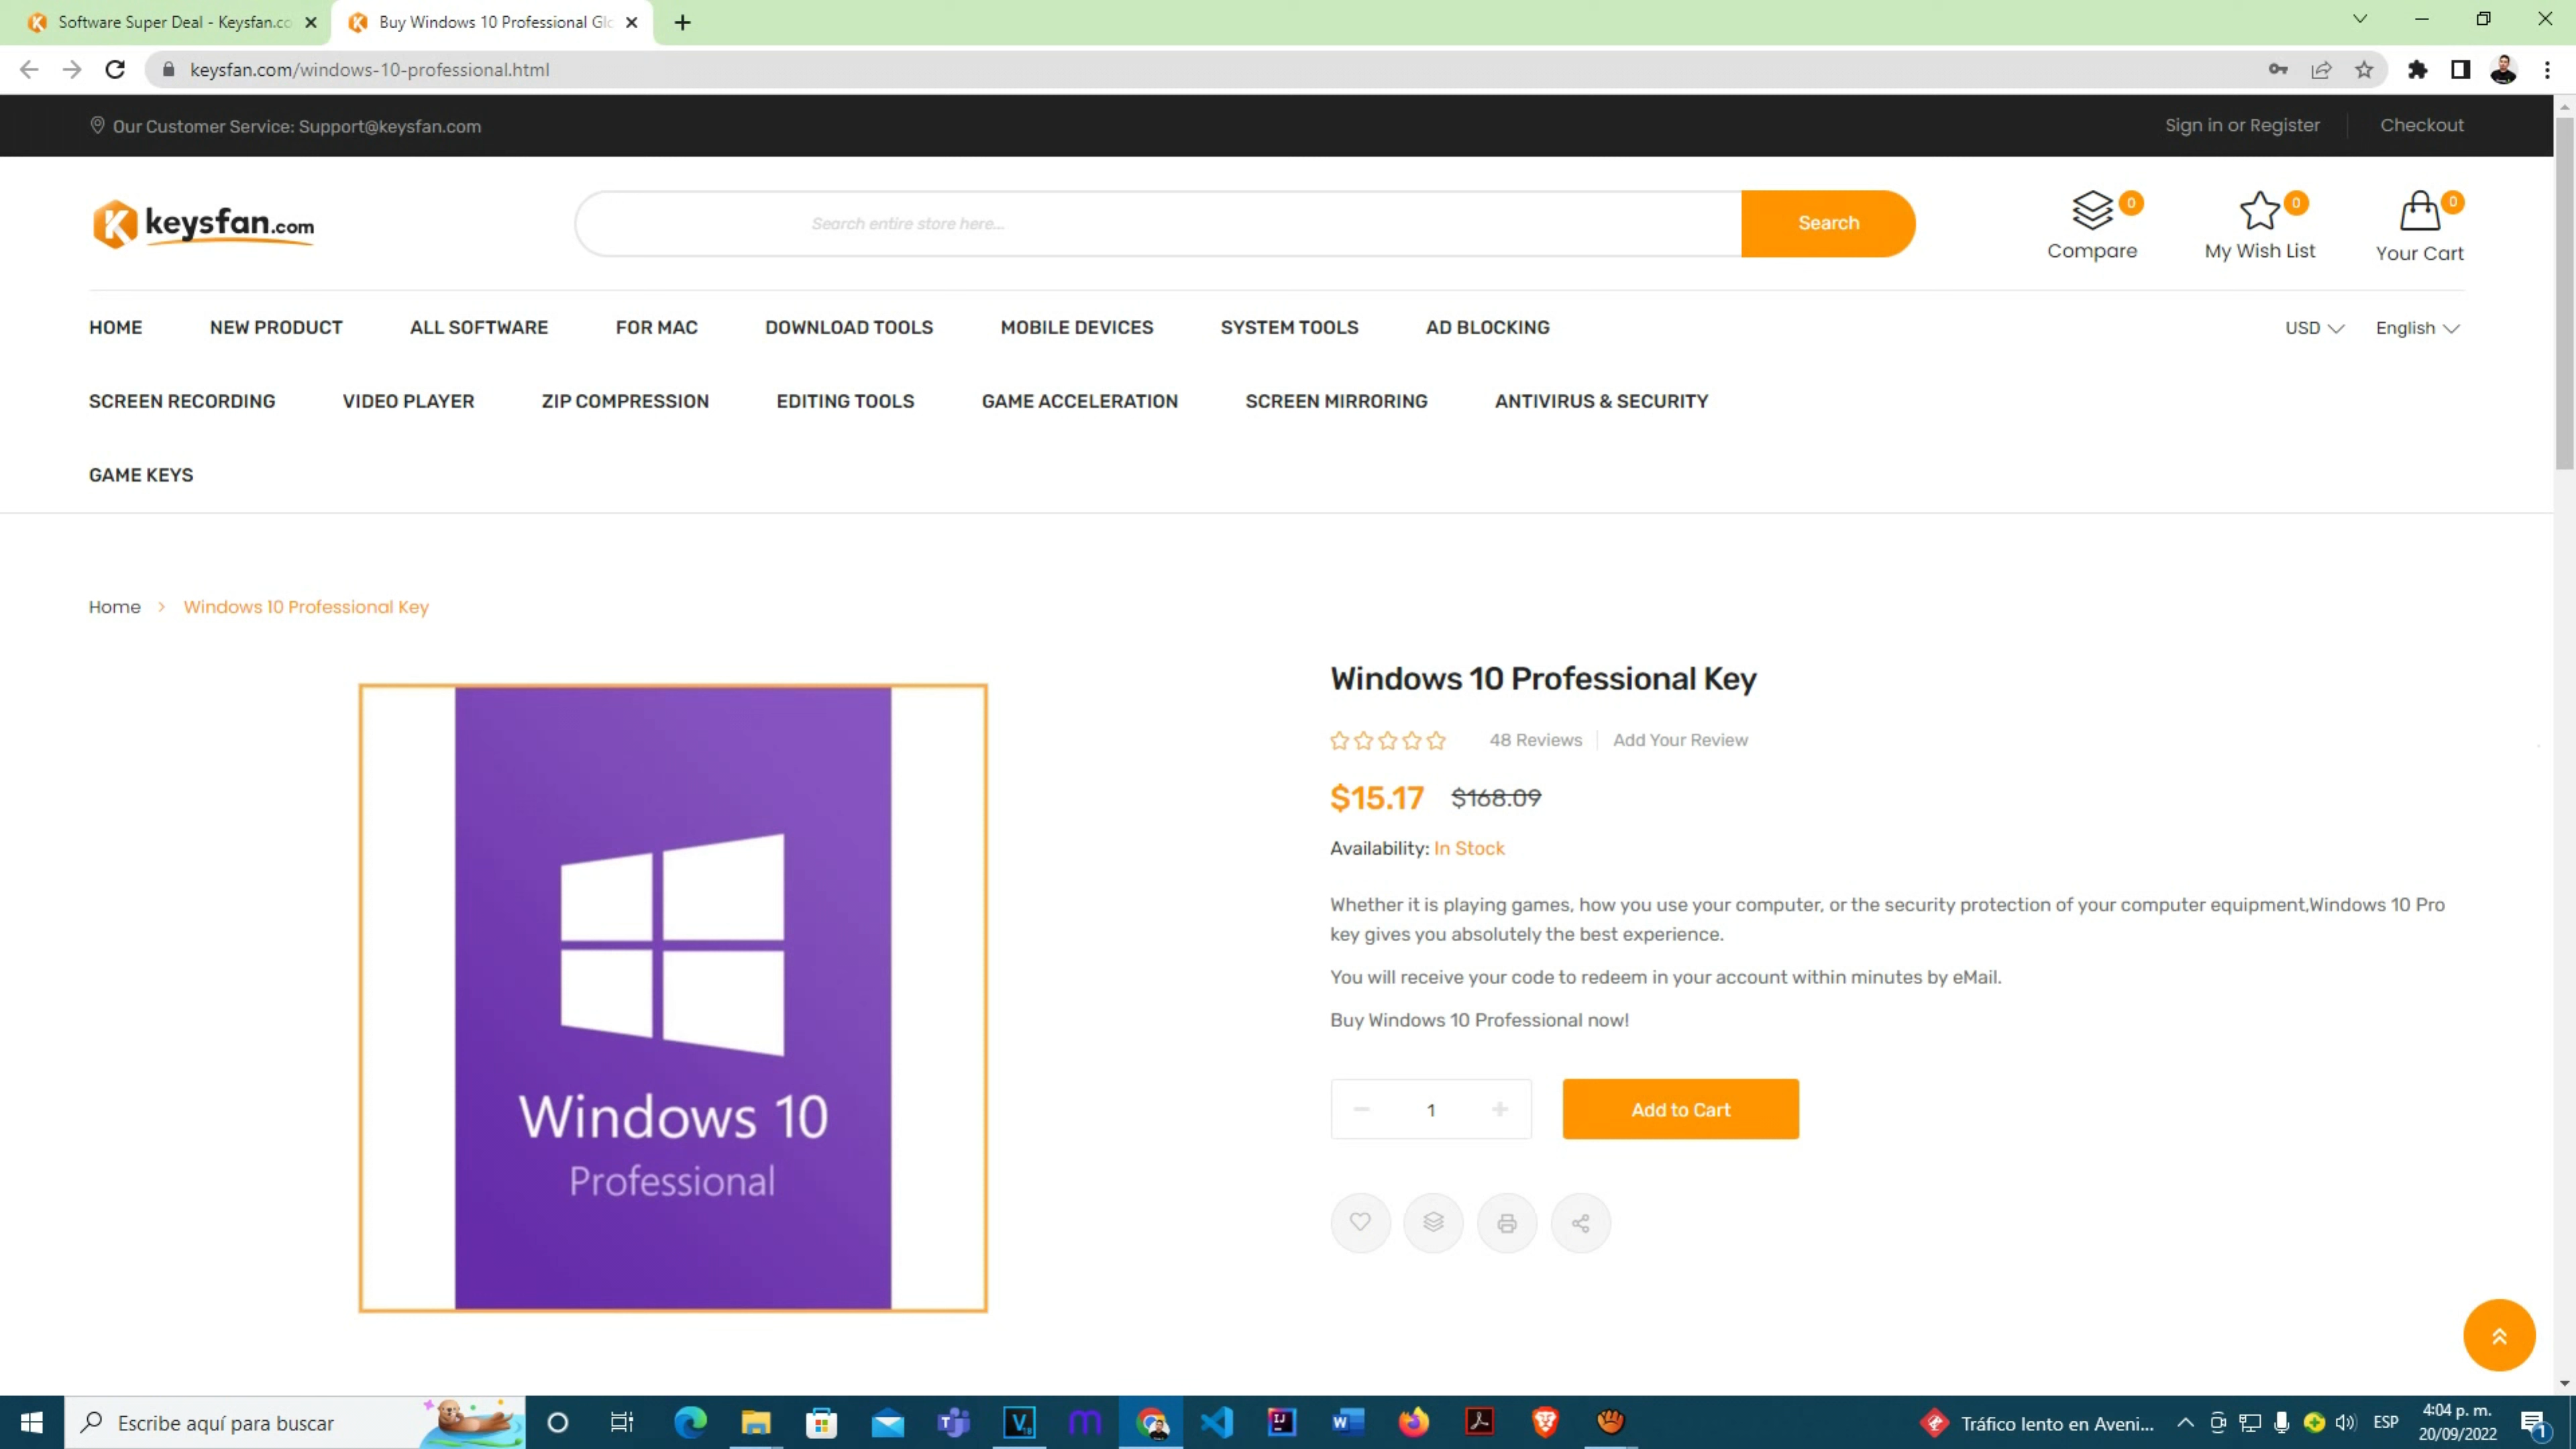 Software Super Deal - Keysfan.co
Buy Windows 10 Professional Glo
keysfan.com/windows-10-professional.html
Our Customer Service: Support@keysfan.com
Sign in or Register
Checkout
keysfan.com
Search entire store here...
Search
0
Compare
0
My Wish List
0
Your Cart
HOME NEW PRODUCT ALL SOFTWARE FOR MAC DOWNLOAD TOOLS MOBILE DEVICES SYSTEM TOOLS AD BLOCKING
USD English
SCREEN RECORDING VIDEO PLAYER ZIP COMPRESSION EDITING TOOLS GAME ACCELERATION SCREEN MIRRORING ANTIVIRUS & SECURITY
GAME KEYS
Home > Windows 10 Professional Key
Windows 10
Professional
Windows 10 Professional Key
48 Reviews Add Your Review
$15.17 $168.09
Availability: In Stock
Whether it is playing games, how you use your computer, or the security protection of your computer equipment,Windows 10 Pro
key gives you absolutely the best experience.
You will receive your code to redeem in your account within minutes by eMail.
Buy Windows 10 Professional now!
1
Add to Cart
Escribe aquí para buscar
Tráfico lento en Aveni...
ESP
4:04 p. m.
20/09/2022
1